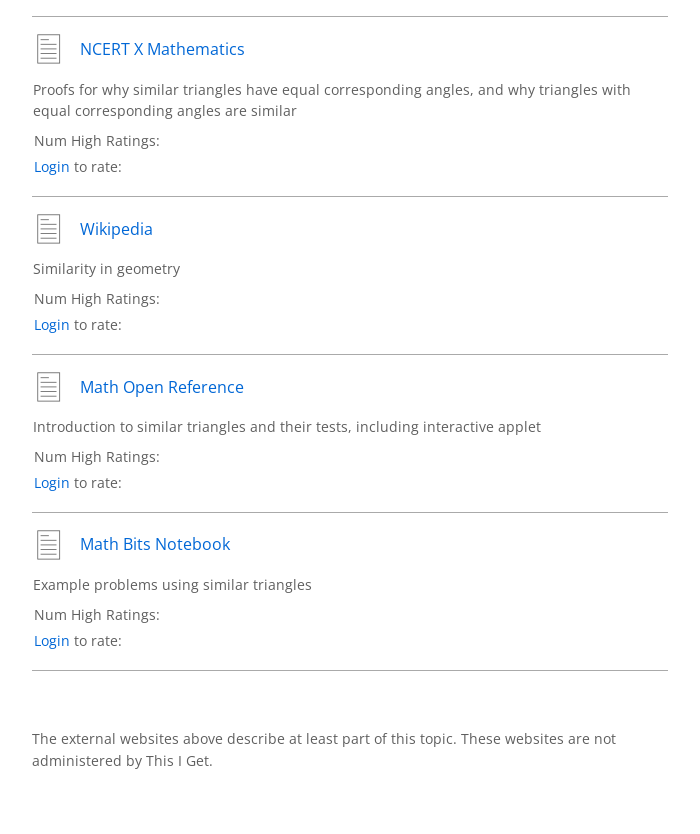 NCERT X Mathematics
Proofs for why similar triangles have equal corresponding angles, and why triangles with
equal corresponding angles are similar
Num High Ratings:
Login to rate:
Wikipedia
Similarity in geometry
Num High Ratings:
Login to rate:
Math Open Reference
Introduction to similar triangles and their tests, including interactive applet
Num High Ratings:
Login to rate:
Math Bits Notebook
Example problems using similar triangles
Num High Ratings:
Login to rate:
The external websites above describe at least part of this topic. These websites are not
administered by This I Get.